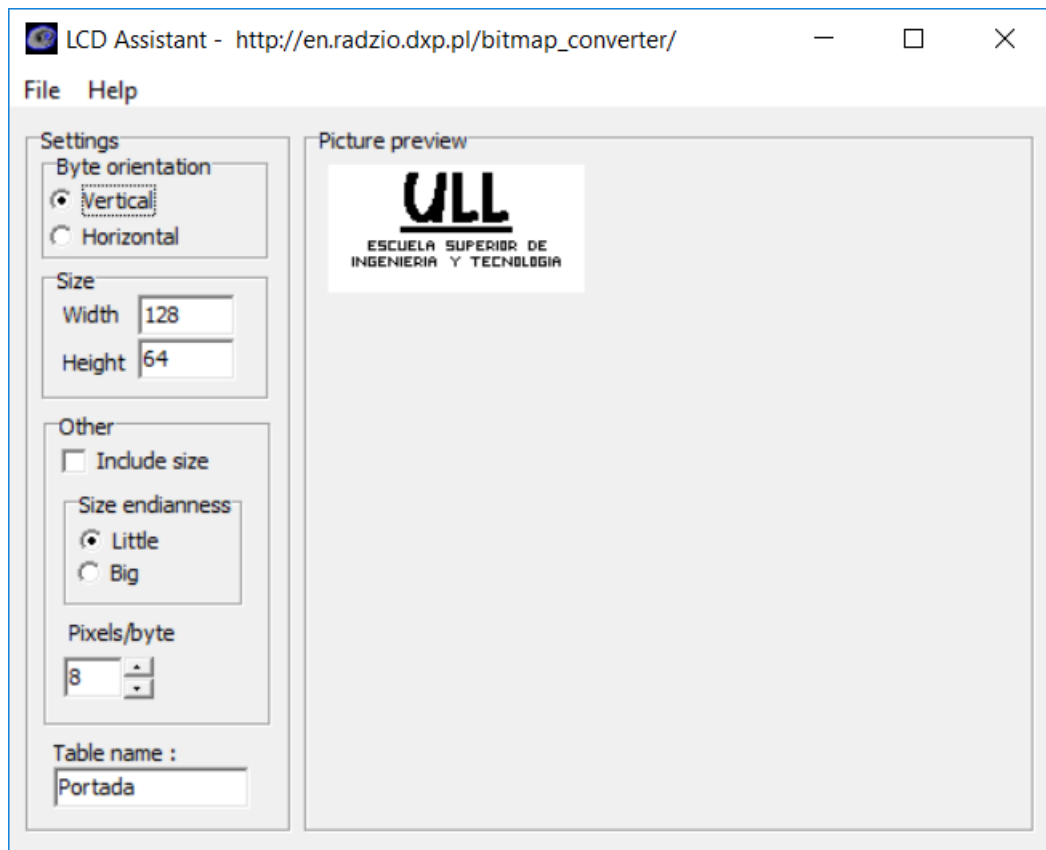 LCD Assistant - http://en.radzio.dxp.pl/bitmap_converter/
File Help
Settings
Byte orientation
Vertical
Horizontal
Size
Width 128
Height 64
Other
Include size
Size endianness
Little
Big
Pixels/byte
8
Table name :
Portada
Picture preview
ULL
ESCUELA SUPERIOR DE
INGENIERIA Y TECNOLOGIA